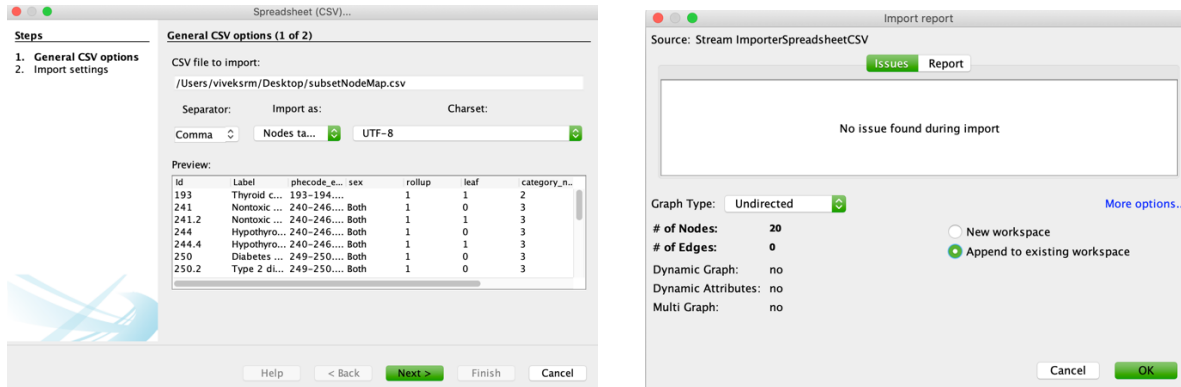 Spreadsheet (CSV)...
Steps
1. General CSV options
2. Import settings
General CSV options (1 of 2)
CSV file to import:
/Users/viveksrm/Desktop/subsetNodeMap.csv
Separator: Import as: Charset:
Comma Nodes ta... UTF-8
Preview:
Id Label phecode_e... sex rollup leaf category_n..
193 Thyroid c... 193-194.... 1 1 2
241 Nontoxic ... 240-246.... Both 1 0 3
241.2 Nontoxic ... 240-246.... Both 1 1 3
244 Hypothyro... 240-246.... Both 1 0 3
244.4 Hypothyro... 240-246.... Both 1 1 3
250 Diabetes ... 249-250.... Both 1 0 3
250.2 Type 2 di... 249-250.... Both 1 0 3
Help < Back Next > Finish Cancel
Import report
Source: Stream ImporterSpreadsheetCSV
Issues Report
No issue found during import
Graph Type: Undirected More options..
# of Nodes: 20
# of Edges: 0
Dynamic Graph: no
Dynamic Attributes: no
Multi Graph: no
New workspace
Append to existing workspace
Cancel OK